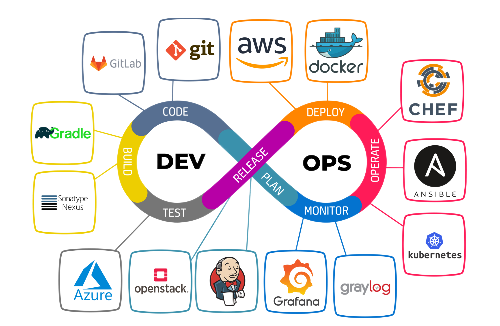 GitLab
git
aws
docker
CODE
DEPLOY
CHEF
Gradle
BUILD
DEV
RELEASE
OPS
OPERATE
ANSIBLE
Sonatype
Nexus
TEST
PLAN
MONITOR
kubernetes
Azure
openstack.
Grafana
graylog